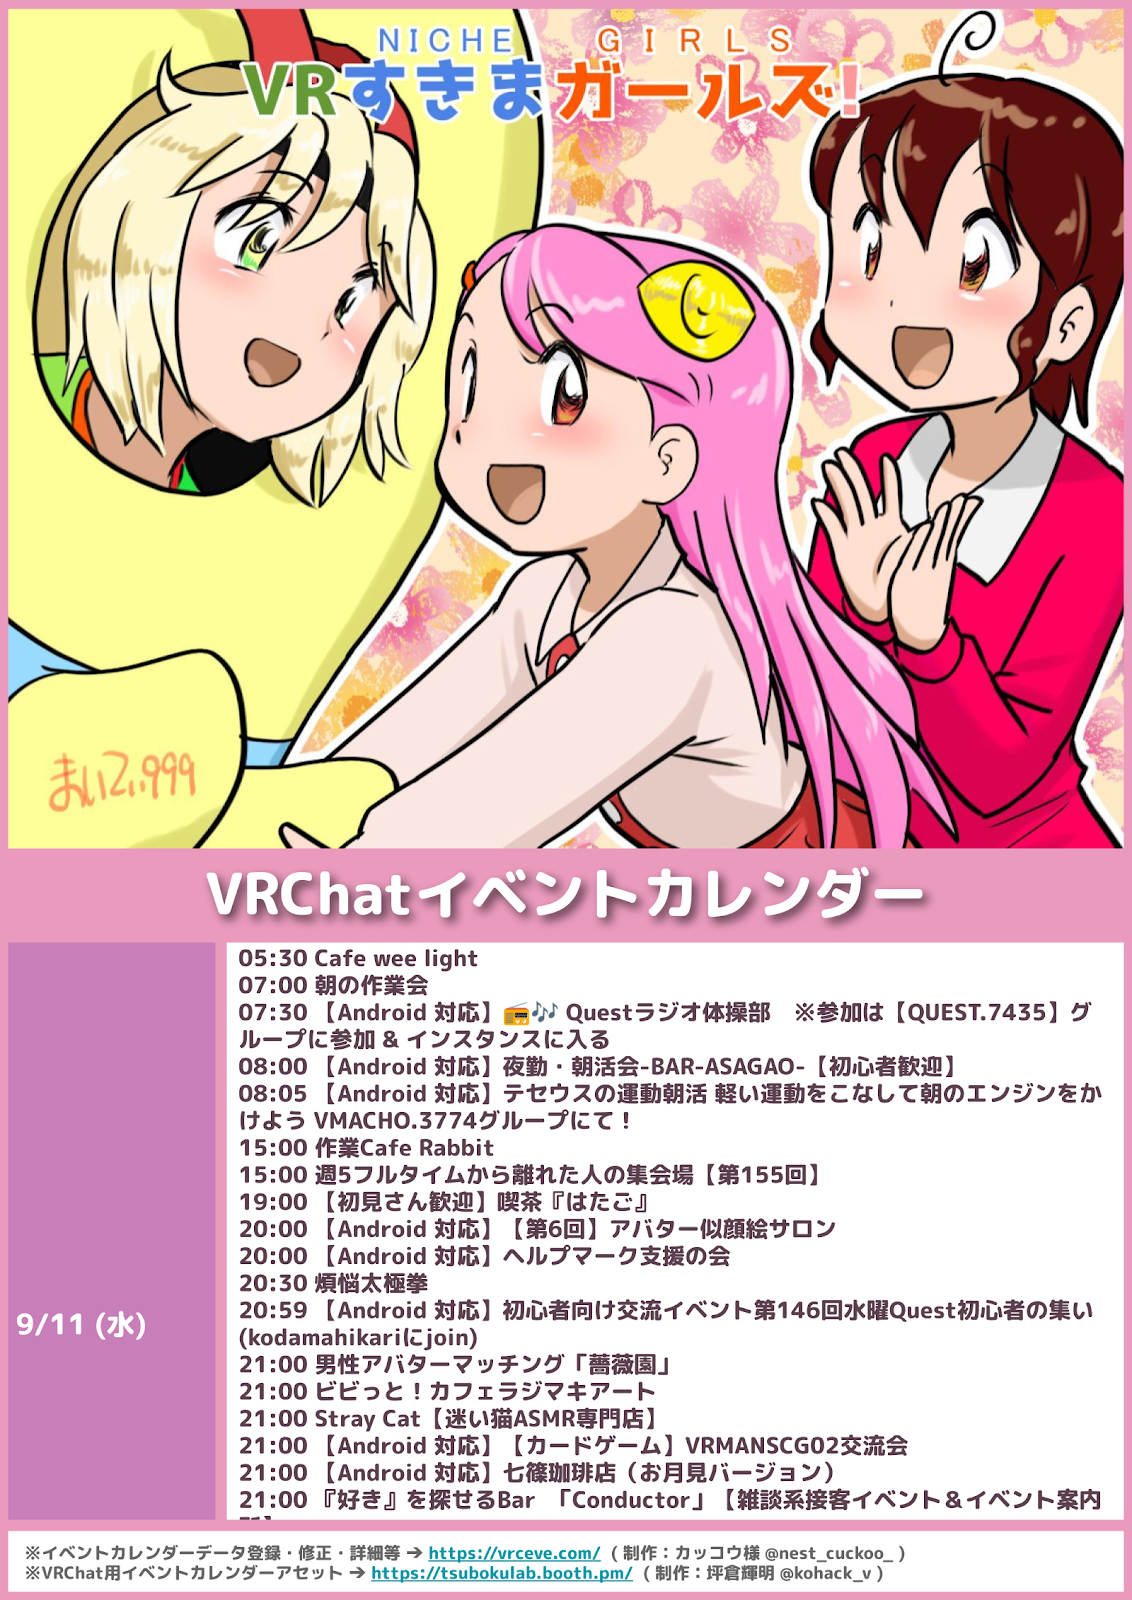 NICHE GIRLS
VRすきまガールズ!
まいてぃ999
VRChatイベントカレンダー
9/11 (水)
05:30 Cafe wee light
07:00 朝の作業会
07:30 【Android 対応】📻🎶 Questラジオ体操部　※参加は【QUEST.7435】グ
ループに参加 & インスタンスに入る
08:00 【Android 対応】夜勤・朝活会-BAR-ASAGAO-【初心者歓迎】
08:05 【Android 対応】テセウスの運動朝活 軽い運動をこなして朝のエンジンをか
けよう VMACHO.3774グループにて！
15:00 作業Cafe Rabbit
15:00 週5フルタイムから離れた人の集会場【第155回】
19:00 【初見さん歓迎】喫茶『はたご』
20:00 【Android 対応】【第6回】アバター似顔絵サロン
20:00 【Android 対応】ヘルプマーク支援の会
20:30 煩悩太極拳
20:59 【Android 対応】初心者向け交流イベント第146回水曜Quest初心者の集い
(kodamahikariにjoin)
21:00 男性アバターマッチング「薔薇園」
21:00 ビビっと！カフェラジマキアート
21:00 Stray Cat【迷い猫ASMR専門店】
21:00 【Android 対応】【カードゲーム】VRMANSCG02交流会
21:00 【Android 対応】七篠珈琲店（お月見バージョン）
21:00 『好き』を探せるBar 「Conductor」【雑談系接客イベント＆イベント案内
※イベントカレンダーデータ登録・修正・詳細等 ➔ https://vrceve.com/ ( 制作：カッコウ様 @nest_cuckoo_ )
※VRChat用イベントカレンダーアセット ➔ https://tsubokulab.booth.pm/ ( 制作：坪倉輝明 @kohack_v )